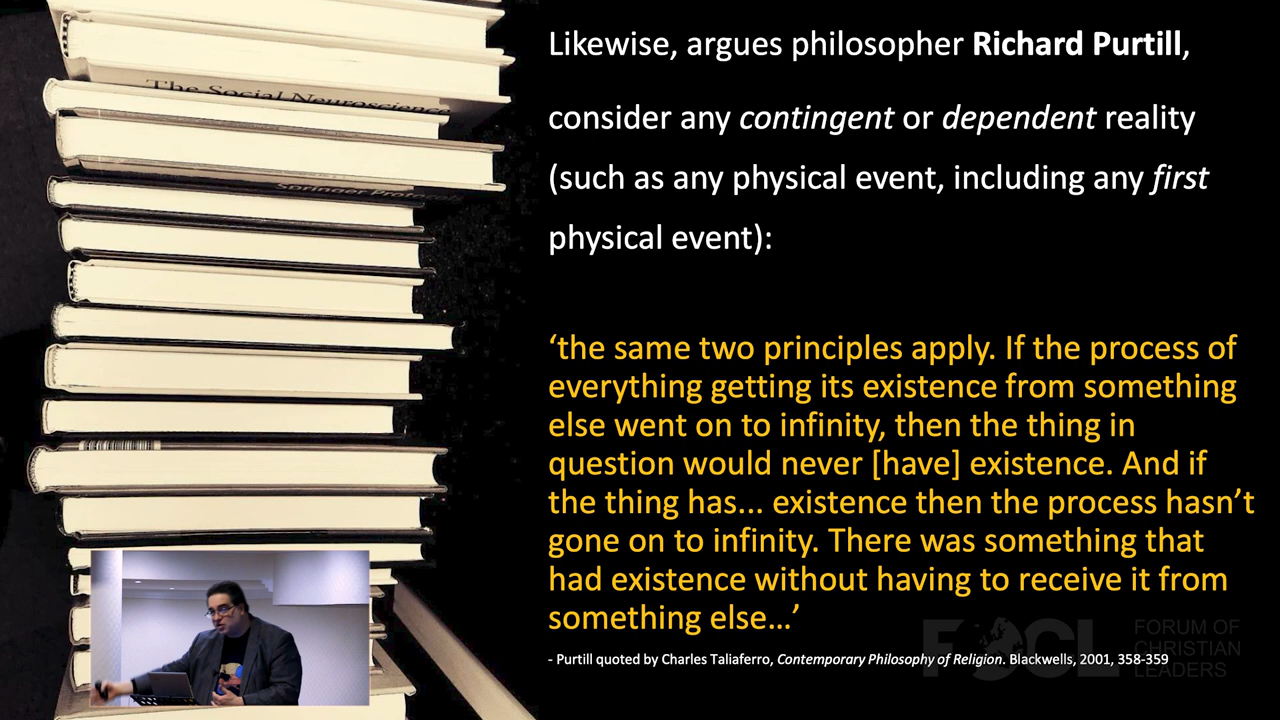 The Social Neuroscience
Likewise, argues philosopher Richard Purtill,
consider any contingent or dependent reality
(such as any physical event, including any first
physical event):
‘the same two principles apply. If the process of
everything getting its existence from something
else went on to infinity, then the thing in
question would never [have] existence. And if
the thing has... existence then the process hasn’t
gone on to infinity. There was something that
had existence without having to receive it from
something else...’
- Purtill quoted by Charles Taliaferro, Contemporary Philosophy of Religion. Blackwells, 2001, 358-359
FOCL
FORUM OF
CHRISTIAN
LEADERS